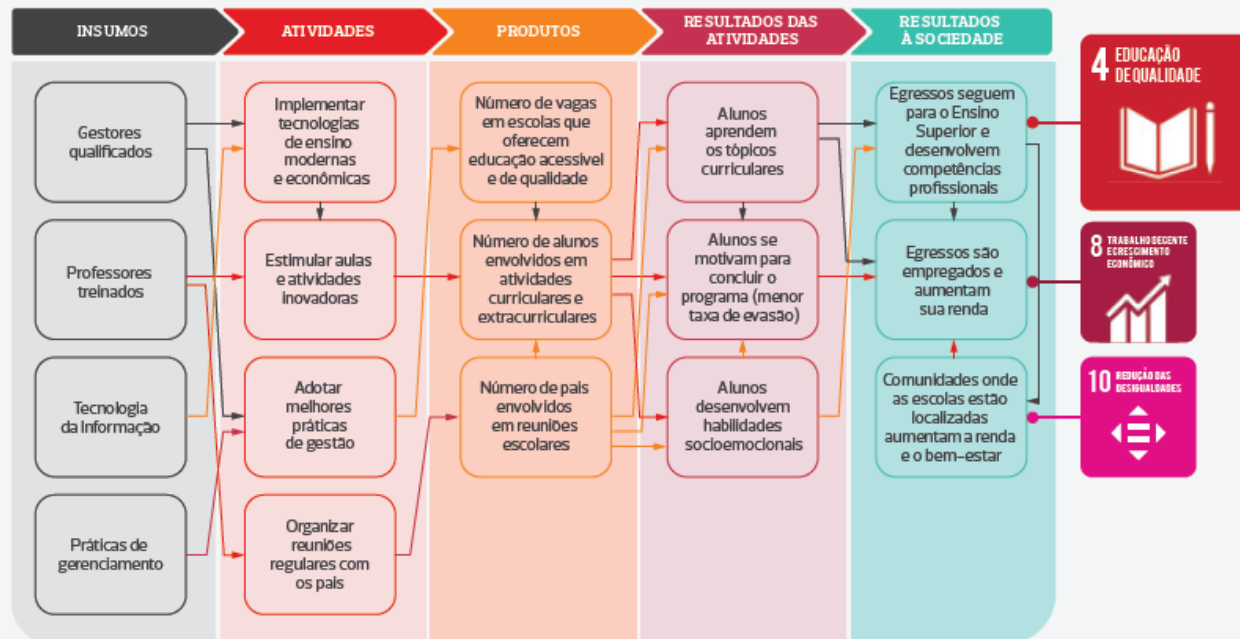 INSUMOS
ATIVIDADES
PRODUTOS
RESULTADOS DAS
ATIVIDADES
RESULTADOS
À SOCIEDADE
Gestores
qualificados
Professores
treinados
Tecnologia
da Informação
Práticas de
gerenciamento
Implementar
tecnologias
de ensino
modernas
e econômicas
Estimular aulas
e atividades
inovadoras
Adotar
melhores
práticas
de gestão
Organizar
reuniões
regulares com
os pais
Número de vagas
em escolas que
oferecem
educação acessível
e de qualidade
Número de alunos
envolvidos em
atividades
curriculares e
extracurriculares
Número de pais
envolvidos
em reuniões
escolares
Alunos
aprendem
os tópicos
curriculares
Alunos se
motivam para
concluir o
programa (menor
taxa de evasão)
Alunos
desenvolvem
habilidades
socioemocionais
Egressos seguem
para o Ensino
Superior e
desenvolvem
competências
profissionais
Egressos são
empregados e
aumentam
sua renda
Comunidades onde
as escolas estão
localizadas
aumentam a renda
e o bem-estar
4 EDUCAÇÃO
DE QUALIDADE
8 TRABALHO DECENTE
E CRESCIMENTO
ECONÔMICO
10 REDUÇÃO DAS
DESIGUALDADES